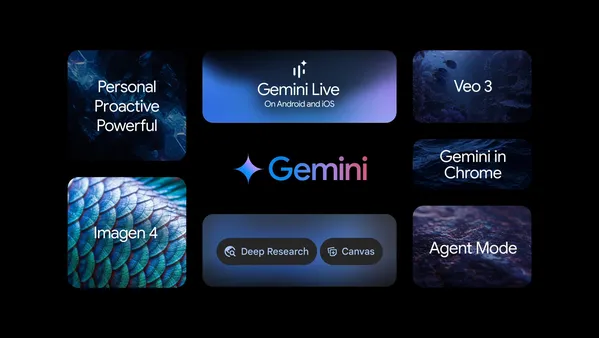 Personal
Proactive
Powerful
Gemini Live
On Android and iOS
Veo 3
Gemini
Gemini in
Chrome
Imagen 4
Deep Research
Canvas
Agent Mode